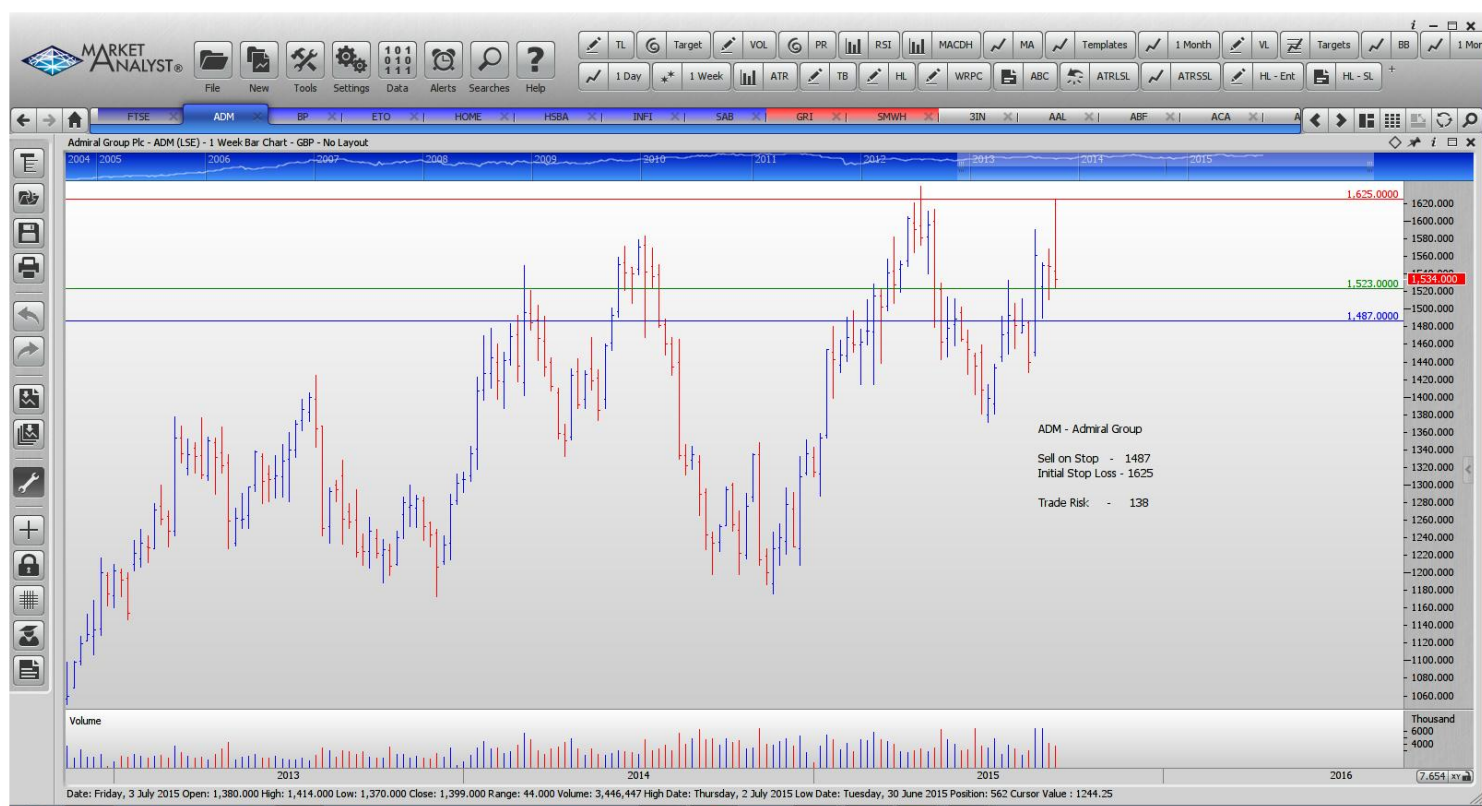 i
MARKET
ANALYST®
File New Tools Settings Data Alerts Searches Help
101
010
111
TL Target VOL PR RSI MACDH MA Templates 1 Month VL Targets BB 1 Mor
1 Day 1 Week ATR TB HL WRPC ABC ATRLSL ATRSSL HL - Ent HL - SL +
FTSE ADM BP ETO HOME HSBA INFI SAB GRI SMWH 3IN AAL ABF ACA A
Admiral Group Plc - ADM (LSE) - 1 Week Bar Chart - GBP - No Layout i
2004 2005 2006 2007 2008 2009 2010 2011 2012 2013 2014 2015
1,625.0000
1620.000
1600.000
1580.000
1560.000
1,534.000
1,523.0000
1520.000
1500.000
1,487.0000
1480.000
1460.000
1440.000
1420.000
1400.000
1380.000
ADM - Admiral Group
1360.000
Sell on Stop - 1487
1340.000
Initial Stop Loss - 1625
1320.000
1300.000
Trade Risk - 138
1280.000
1260.000
1240.000
1220.000
1200.000
1180.000
1160.000
1140.000
1120.000
1100.000
1080.000
1060.000
Volume
Thousand
6000
4000
2013 2014 2015 2016
7.654 XY
Date: Friday, 3 July 2015 Open: 1,380.000 High: 1,414.000 Low: 1,370.000 Close: 1,399.000 Range: 44.000 Volume: 3,446,447 High Date: Thursday, 2 July 2015 Low Date: Tuesday, 30 June 2015 Position: 562 Cursor Value : 1244.25